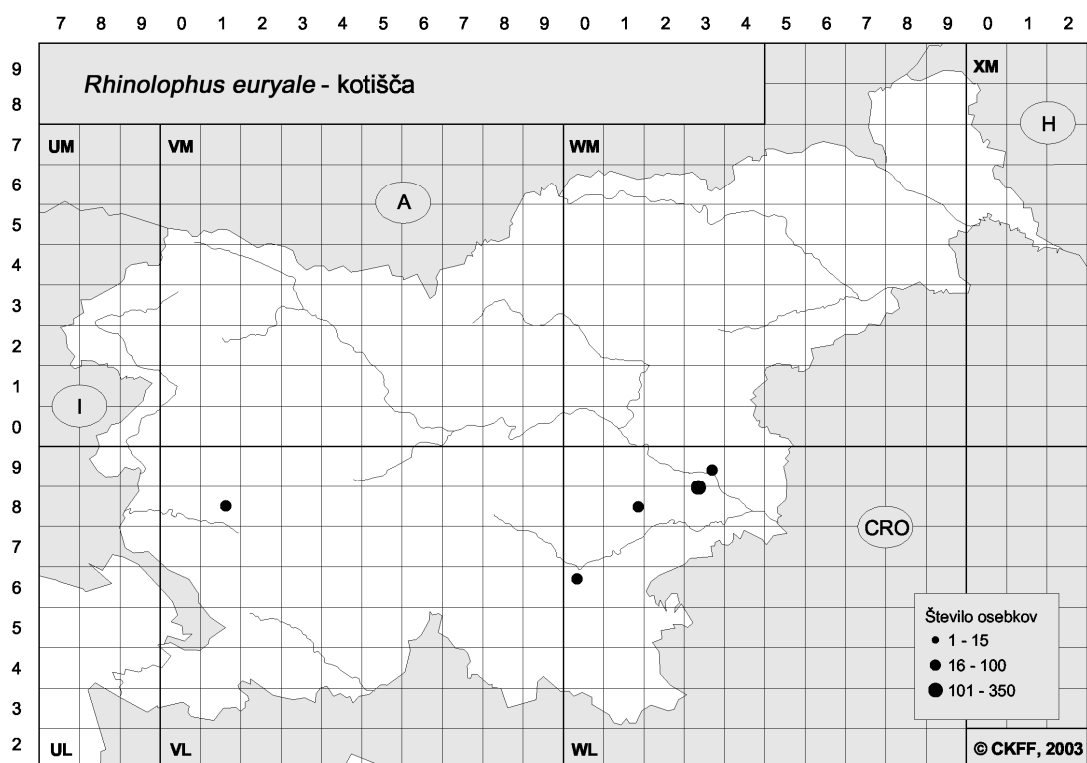 7 8 9 0 1 2 3 4 5 6 7 8 9 0 1 2 3 4 5 6 7 8 9 0 1 2
Rhinolophus euryale - kotišča
9
8
7
6
5
4
3
2
1
0
9
8
7
6
5
4
3
2
XM
UM VM WM
H
A
I
CRO
Število osebkov
1 - 15
16 - 100
101 - 350
UL VL WL
© CKFF, 2003